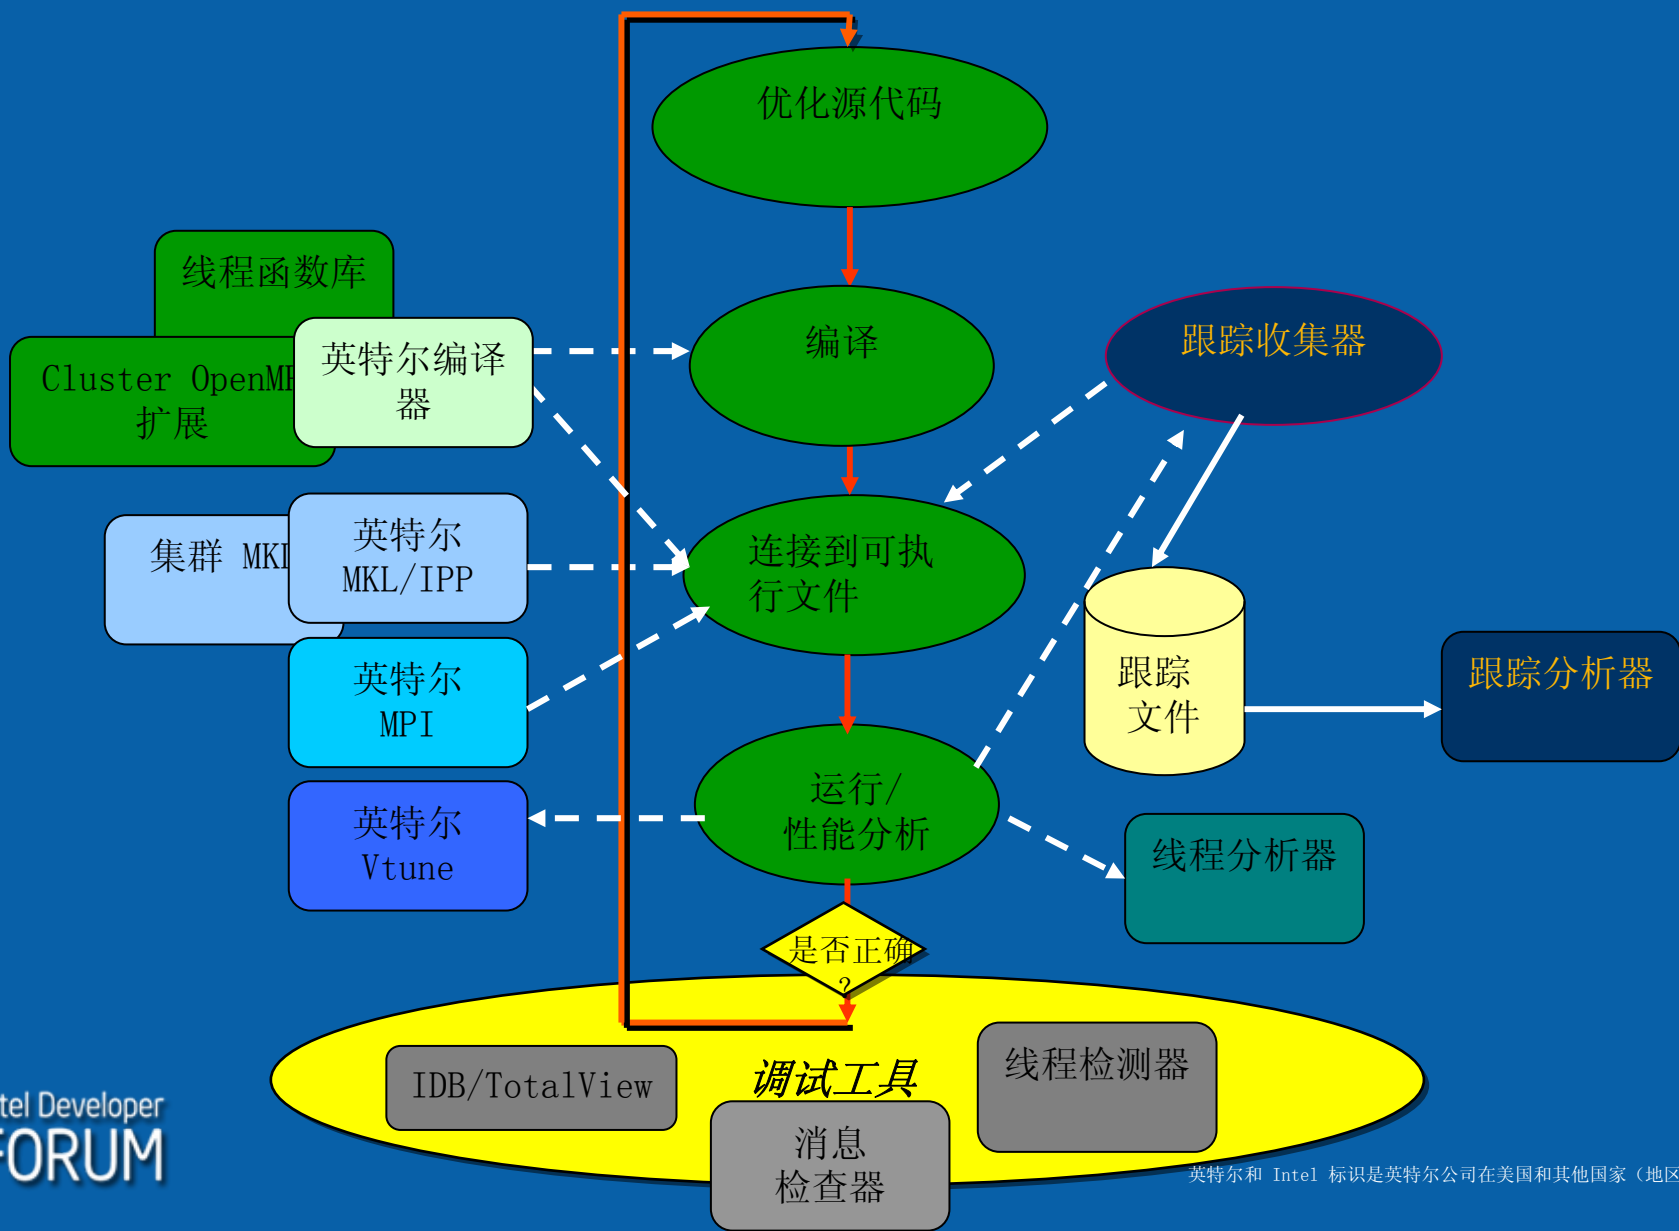 优化源代码
线程函数库
Cluster OpenMP
扩展
英特尔编译
器
编译
跟踪收集器
集群 MKL
英特尔
MKL/IPP
连接到可执
行文件
英特尔
MPI
跟踪
文件
跟踪分析器
英特尔
Vtune
运行/
性能分析
线程分析器
是否正确
?
IDB/TotalView
调试工具
线程检测器
消息
检查器
tel Developer
FORUM
英特尔和 Intel 标识是英特尔公司在美国和其他国家（地区